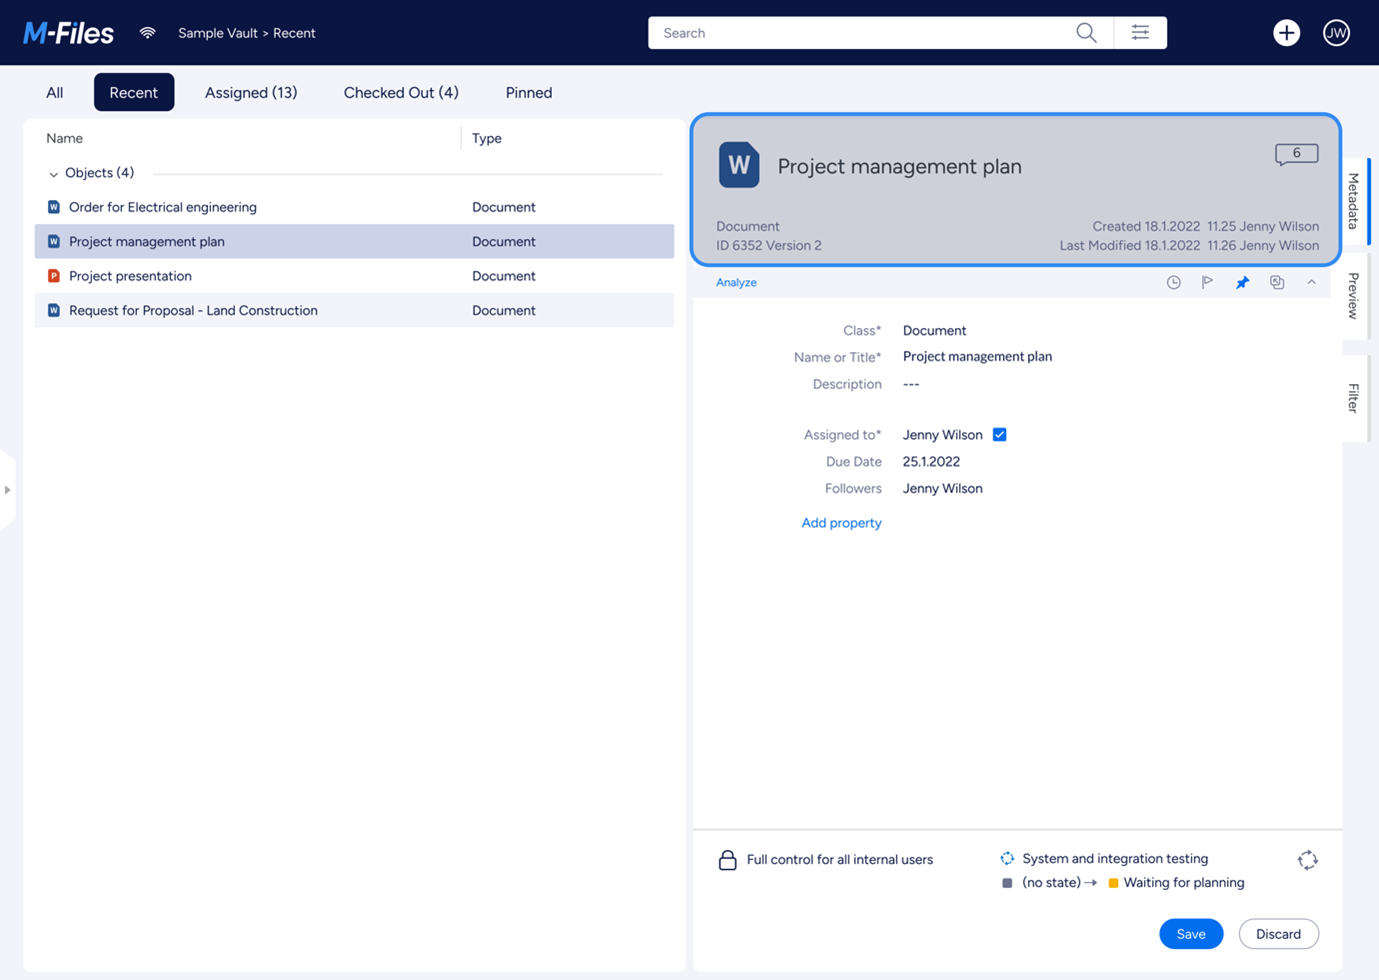 M-Files
Sample Vault > Recent
Search
JW
All
Recent
Assigned (13)
Checked Out (4)
Pinned
Name
Type
Objects (4)
W Order for Electrical engineering Document
W Project management plan Document
P Project presentation Document
W Request for Proposal - Land Construction Document
W
Project management plan
6
Document
Created 18.1.2022 11.25 Jenny Wilson
ID 6352 Version 2
Last Modified 18.1.2022 11.26 Jenny Wilson
Metadata
Preview
Filter
Analyze
Class* Document
Name or Title* Project management plan
Description ---
Assigned to* Jenny Wilson
Due Date 25.1.2022
Followers Jenny Wilson
Add property
Full control for all internal users
System and integration testing
(no state) → Waiting for planning
Save
Discard